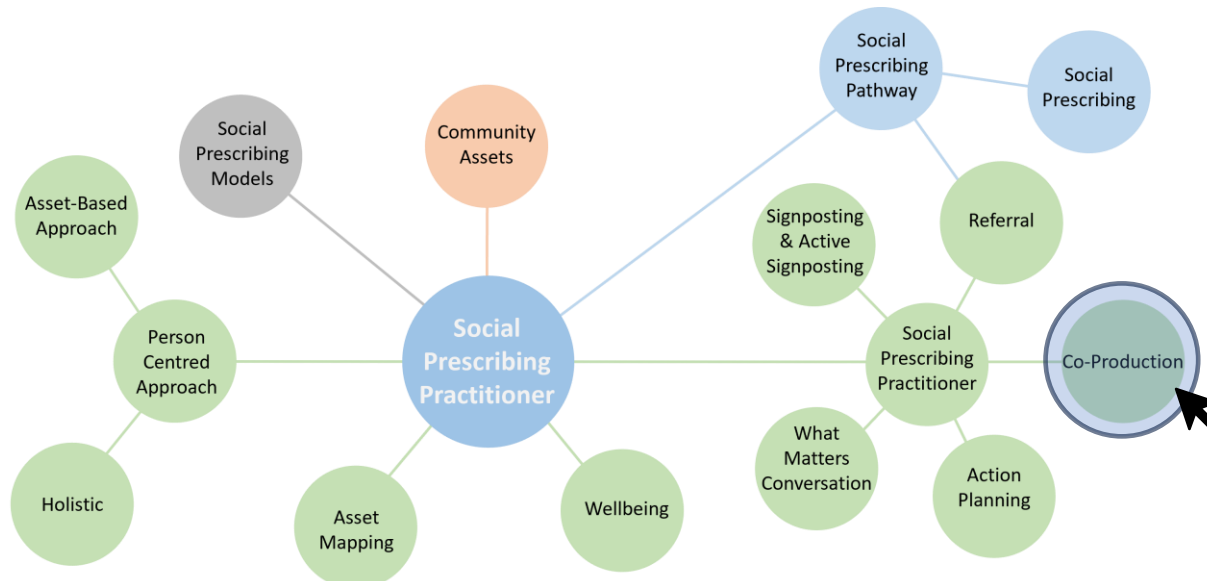 Social
Prescribing
Pathway
Social
Prescribing
Social
Prescribing
Models
Community
Assets
Asset-Based
Approach
Signposting
& Active
Signposting
Referral
Person
Centred
Approach
Social
Prescribing
Practitioner
Social
Prescribing
Practitioner
Co-Production
What
Matters
Conversation
Action
Planning
Holistic
Asset
Mapping
Wellbeing